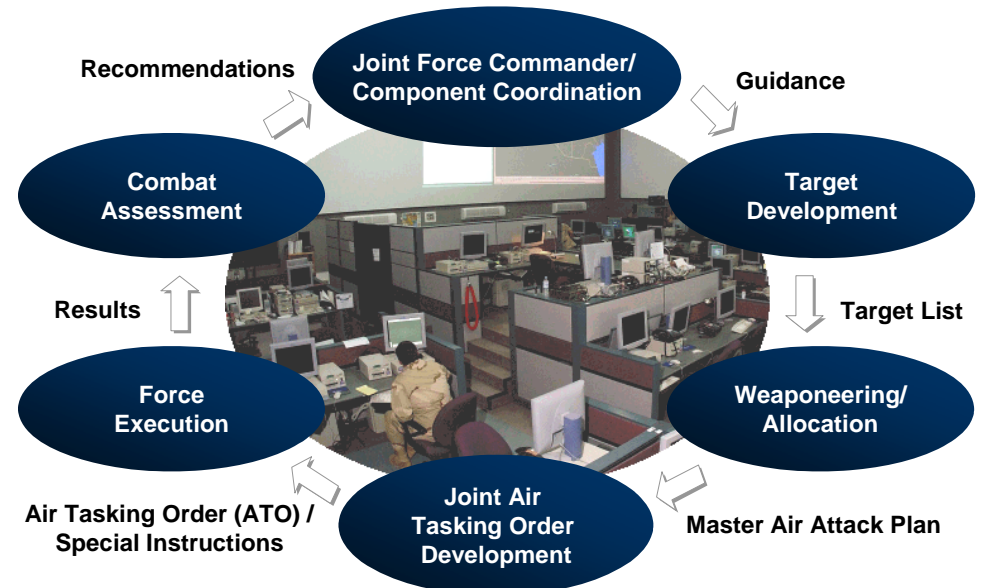 Joint Force Commander/
Component Coordination
Guidance
Target
Development
Target List
Weaponeering/
Allocation
Master Air Attack Plan
Joint Air
Tasking Order
Development
Air Tasking Order (ATO) /
Special Instructions
Force
Execution
Results
Combat
Assessment
Recommendations